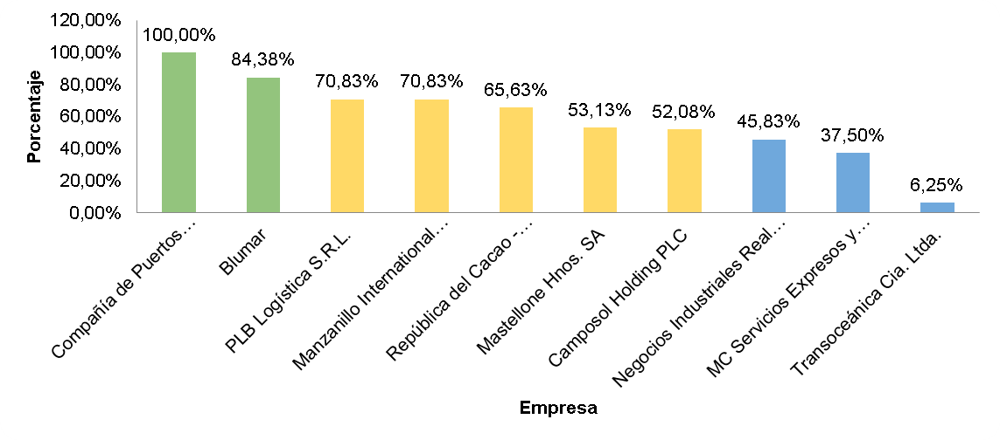 120,00%
100,00%
80,00%
60,00%
40,00%
20,00%
0,00%
Porcentaje
100,00%
84,38%
70,83%
70,83%
65,63%
53,13%
52,08%
45,83%
37,50%
6,25%
Compañía de Puertos…
Blumar
PLB Logística S.R.L.
Manzanillo International…
República del Cacao -…
Mastellone Hnos. SA
Camposol Holding PLC
Negocios Industriales Real…
MC Servicios Expresos y…
Transoceánica Cia. Ltda.
Empresa